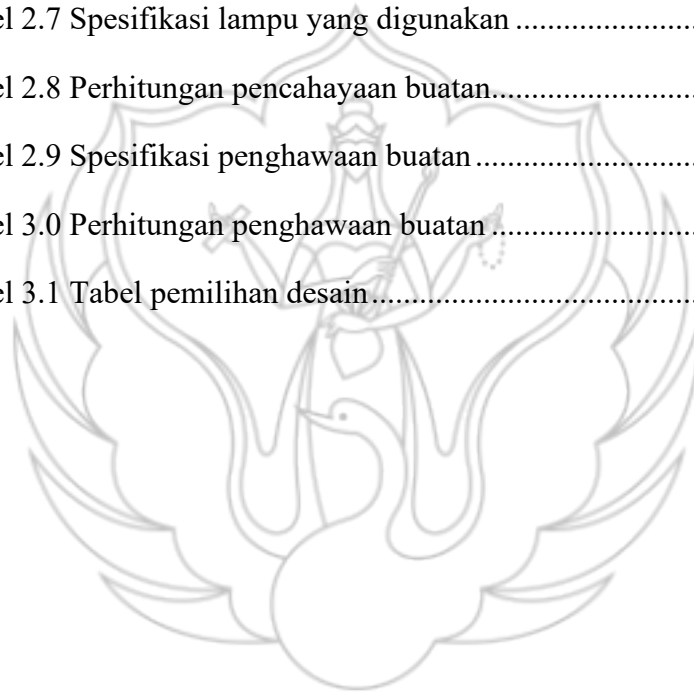 el 2.7 Spesifikasi lampu yang digunakan.......................
el 2.8 Perhitungan pencahayaan buatan..........................
el 2.9 Spesifikasi penghawaan buatan............................
el 3.0 Perhitungan penghawaan buatan..........................
el 3.1 Tabel pemilihan desain.........................................